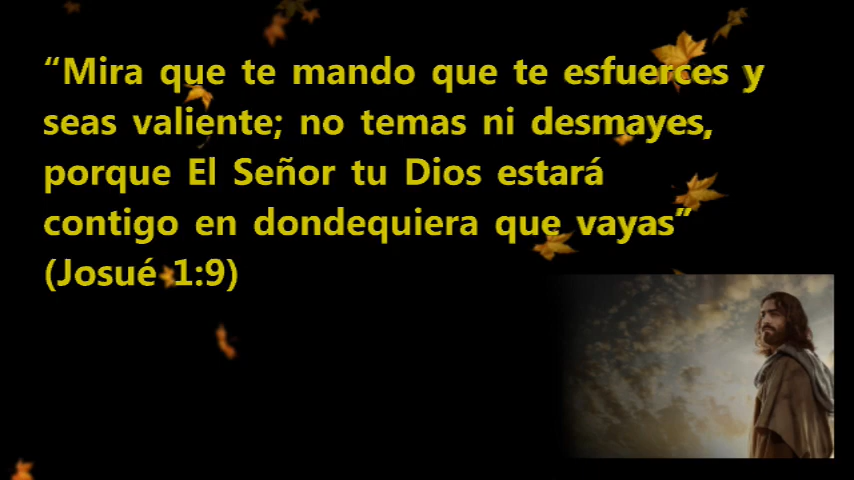 “Mira que te mando que te esfuerces y
seas valiente; no temas ni desmayes,
porque El Señor tu Dios estará
contigo en dondequiera que vayas”
(Josué 1:9)